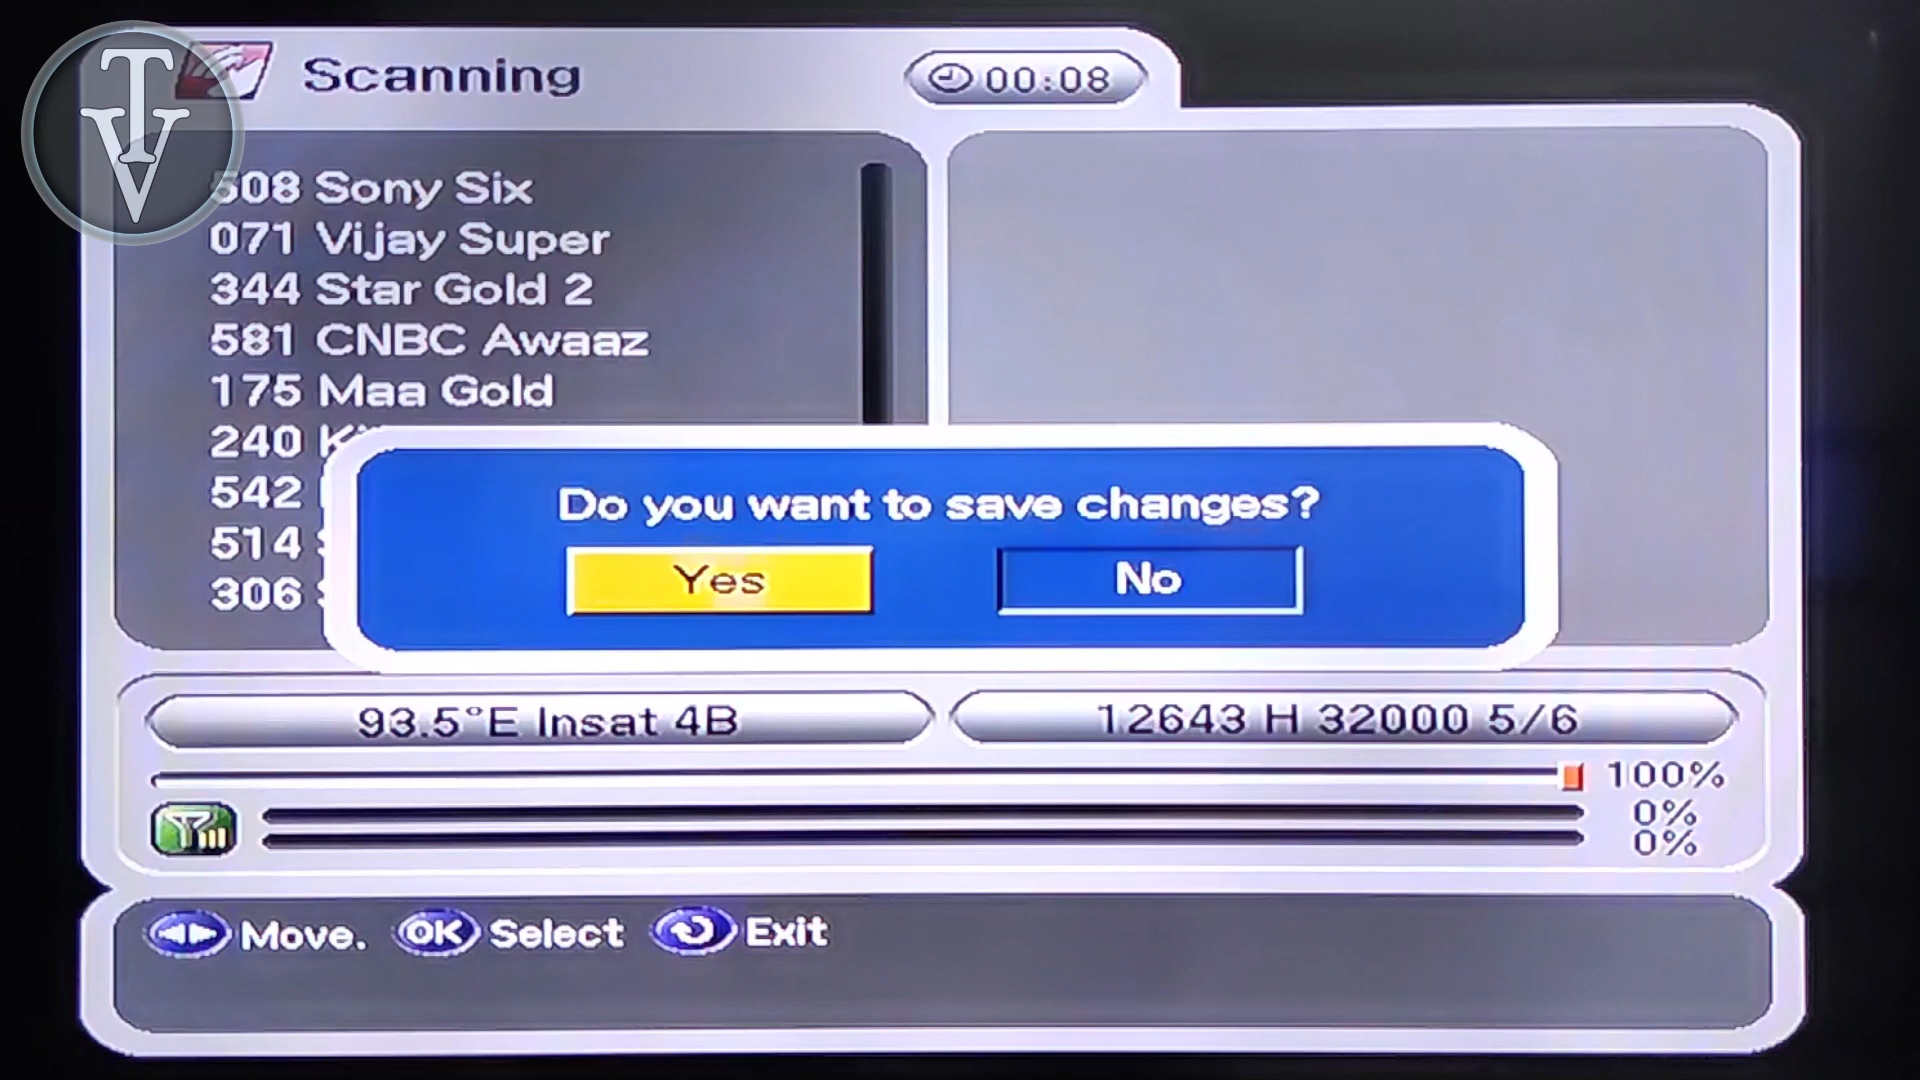 TV
Scanning
00:08
508 Sony Six
071 Vijay Super
344 Star Gold 2
581 CNBC Awaaz
175 Maa Gold
240
542
514
306
Do you want to save changes?
Yes
No
93.5°E Insat 4B
12643 H 32000 5/6
100%
0%
0%
Move.
OK Select
Exit